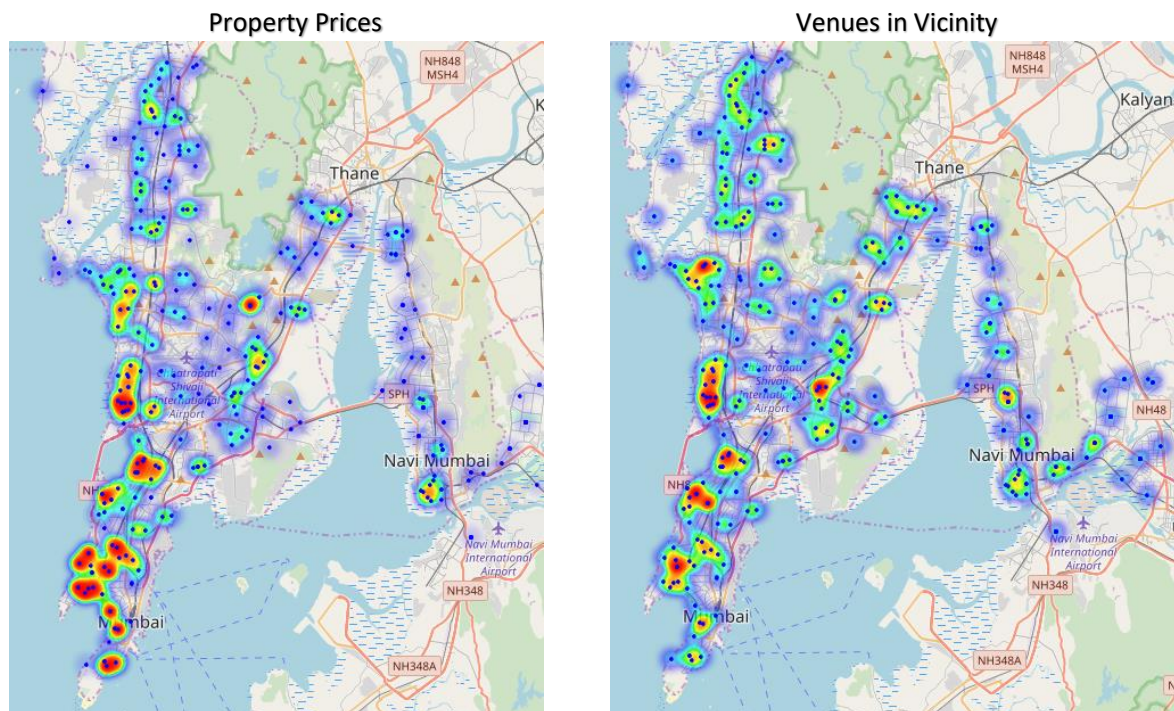 Property Prices
Venues in Vicinity
NH848
MSH4
K
Thane
Shivaji
International
Airport
SPH
Navi Mumbai
NH
Navi Mumbai
International
Airport
Mumbai
NH348
NH348A
NH848
MSH4
Kalyan
Thane
Chhatrapati
Shivaji
International
Airport
SPH
NH48
Navi Mumbai
NH
Navi Mumbai
International
Airport
Mumbai
NH348
NH348A
N